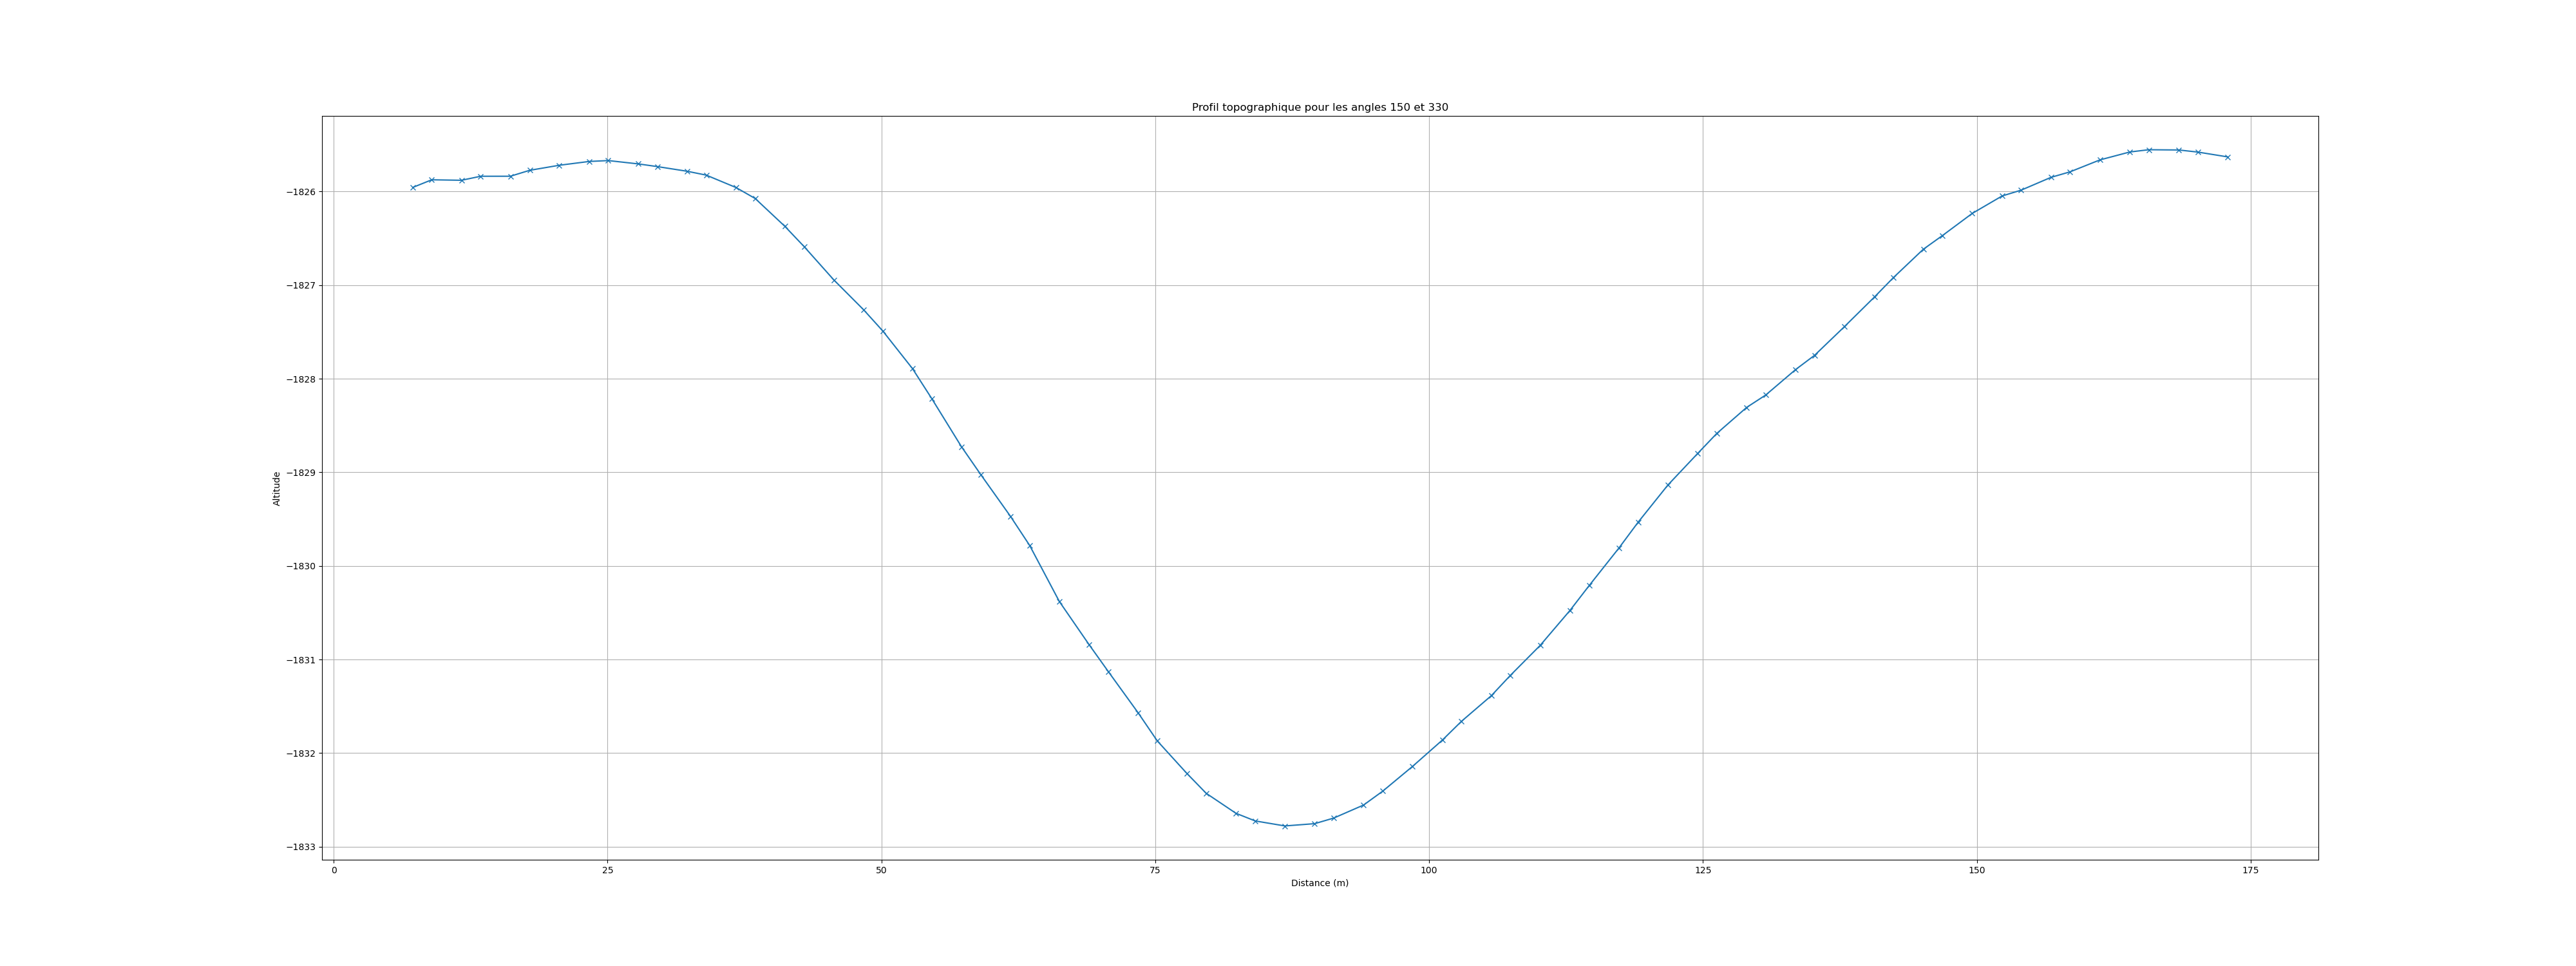 Profil topographique pour les angles 150 et 330
Altitude
−1826
−1827
−1828
−1829
−1830
−1831
−1832
−1833
0 25 50 75 100 125 150 175
Distance (m)